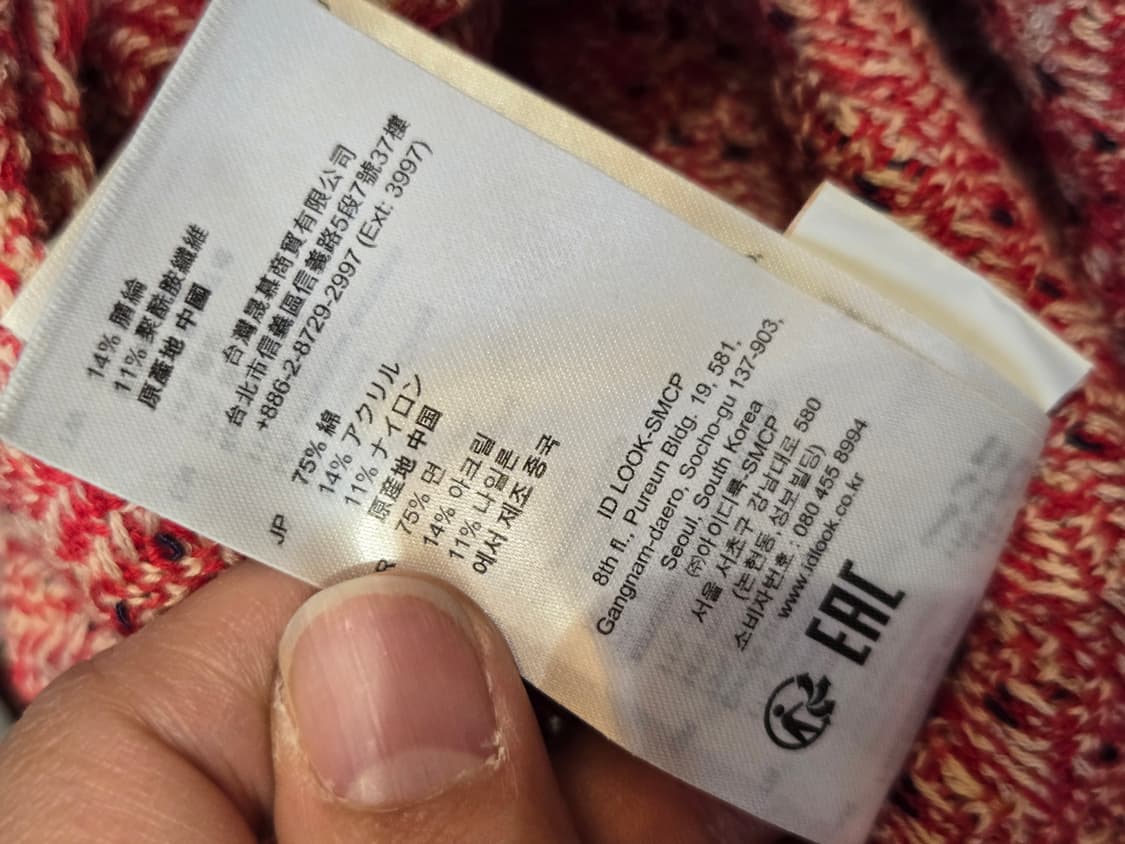 14% 腈綸
11% 聚酰胺纖維
原產地 中國
台灣晟慕商貿有限公司
台北市信義區信義路5段7號37樓
+886-2-8729-2997 (Ext: 3997)
JP
75% 綿
14% アクリル
11% ナイロン
原産地 中国
R
75% 면
14% 아크릴
11% 나일론
에서 제조 중국
ID LOOK-SMCP
8th fl., Pureun Bldg. 19, 581,
Gangnam-daero, Socho-gu 137-903,
Seoul, South Korea
㈜아이디룩-SMCP
서울 서초구 강남대로 580
(논현동 성보빌딩)
소비자번호 : 080 455 8994
www.idlook.co.kr
EAC